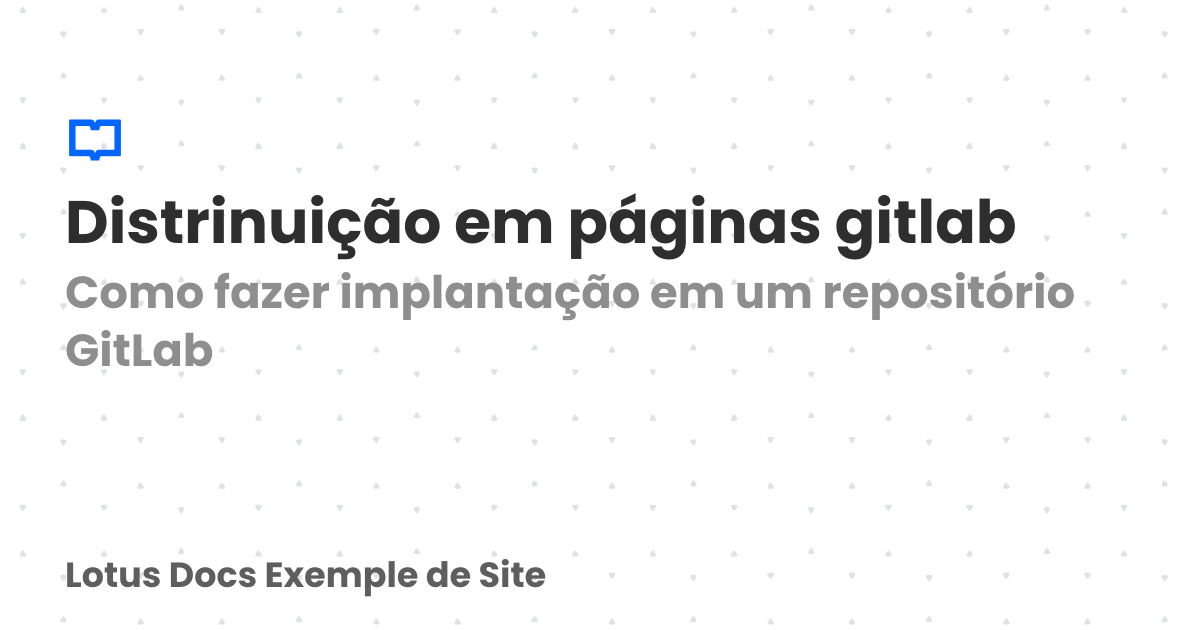 Distrinuição em páginas gitlab
Como fazer implantação em um repositório
GitLab
Lotus Docs Exemple de Site